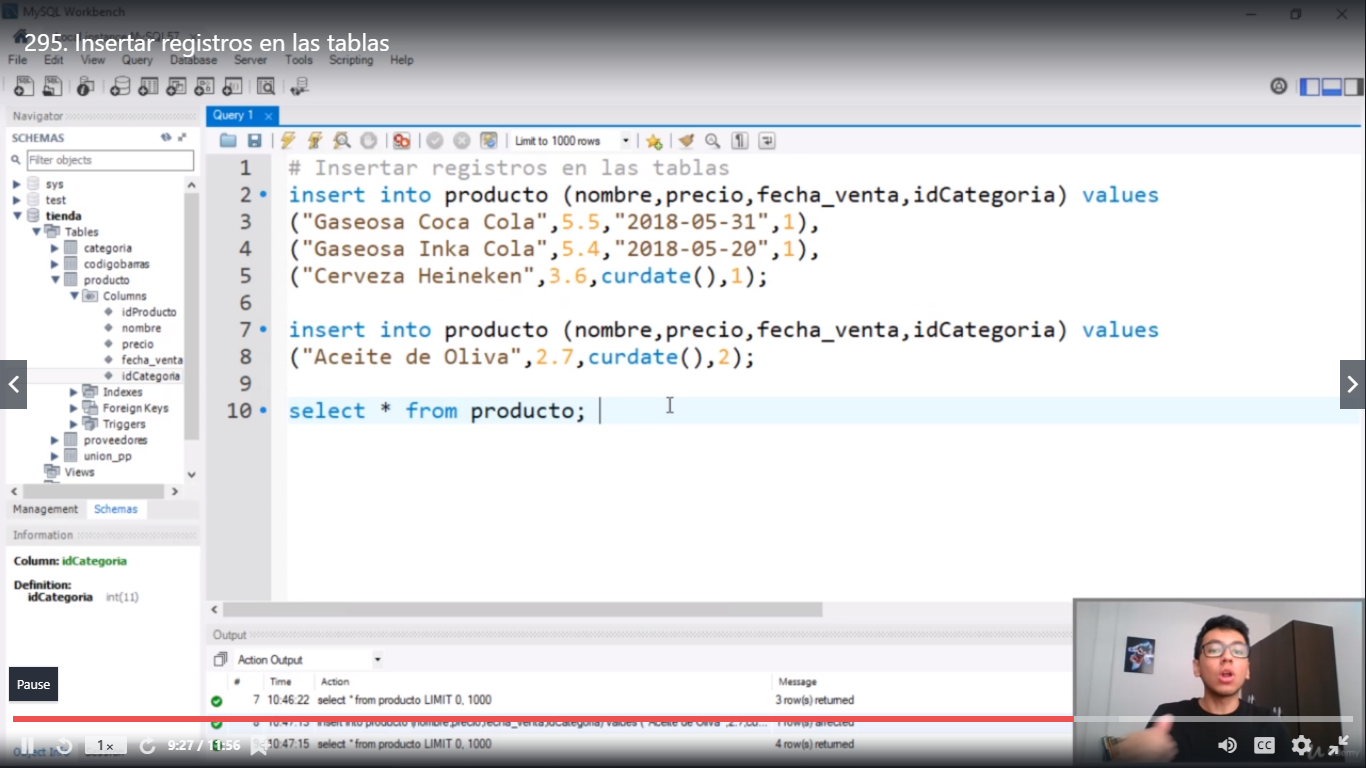 MySQL Workbench
295. Insertar registros en las tablas
File Edit View Query Database Server Tools Scripting Help
Navigator
Query 1
SCHEMAS
Limit to 1000 rows
Filter objects
sys
test
tienda
Tables
categoria
codigobarras
producto
Columns
idProducto
nombre
precio
fecha_venta
idCategoria
Indexes
Foreign Keys
Triggers
proveedores
union_pp
Views
Management Schemas
Information
Column: idCategoria
Definition:
idCategoria int(11)
1 # Insertar registros en las tablas
2 insert into producto (nombre,precio,fecha_venta,idCategoria) values
3 ("Gaseosa Coca Cola",5.5,"2018-05-31",1),
4 ("Gaseosa Inka Cola",5.4,"2018-05-20",1),
5 ("Cerveza Heineken",3.6,curdate(),1);
6
7 insert into producto (nombre,precio,fecha_venta,idCategoria) values
8 ("Aceite de Oliva",2.7,curdate(),2);
9
10 select * from producto;
Output
Action Output
# Time Action Message
7 10:46:22 select * from producto LIMIT 0, 1000 3 row(s) returned
insert into producto (nombre,precio,fecha_venta,idCategoria) values ("Aceite de Oliva",2.7,cu... 1 row(s) affected
10:47:15 select * from producto LIMIT 0, 1000 4 row(s) returned
Pause
1x 9:27 / 11:56
CC